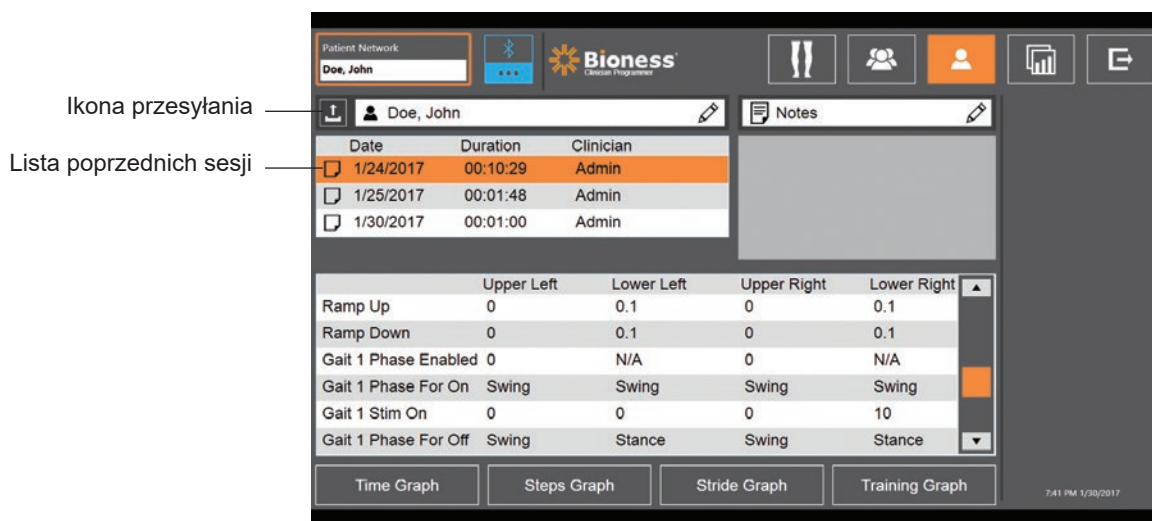 Patient Network
Doe, John
Bioness
Clinician Programmer
Ikona przesyłania
Doe, John
Notes
Lista poprzednich sesji
Date Duration Clinician
1/24/2017 00:10:29 Admin
1/25/2017 00:01:48 Admin
1/30/2017 00:01:00 Admin
Upper Left Lower Left Upper Right Lower Right
Ramp Up 0 0.1 0 0.1
Ramp Down 0 0.1 0 0.1
Gait 1 Phase Enabled 0 N/A 0 N/A
Gait 1 Phase For On Swing Swing Swing Swing
Gait 1 Stim On 0 0 0 10
Gait 1 Phase For Off Swing Stance Swing Stance
Time Graph Steps Graph Stride Graph Training Graph
7:41 PM 1/30/2017